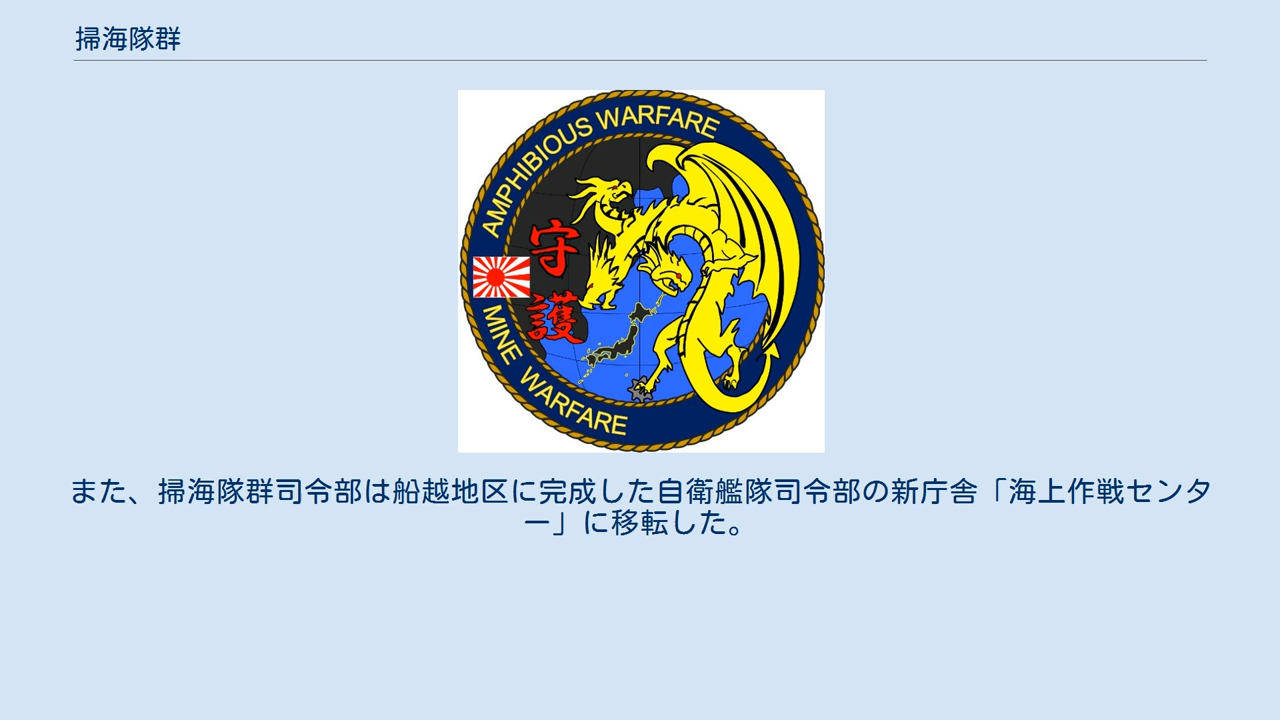 掃海隊群
AMPHIBIOUS WARFARE
守護
MINE WARFARE
また、掃海隊群司令部は船越地区に完成した自衛艦隊司令部の新庁舎「海上作戦センタ
ー」に移転した。